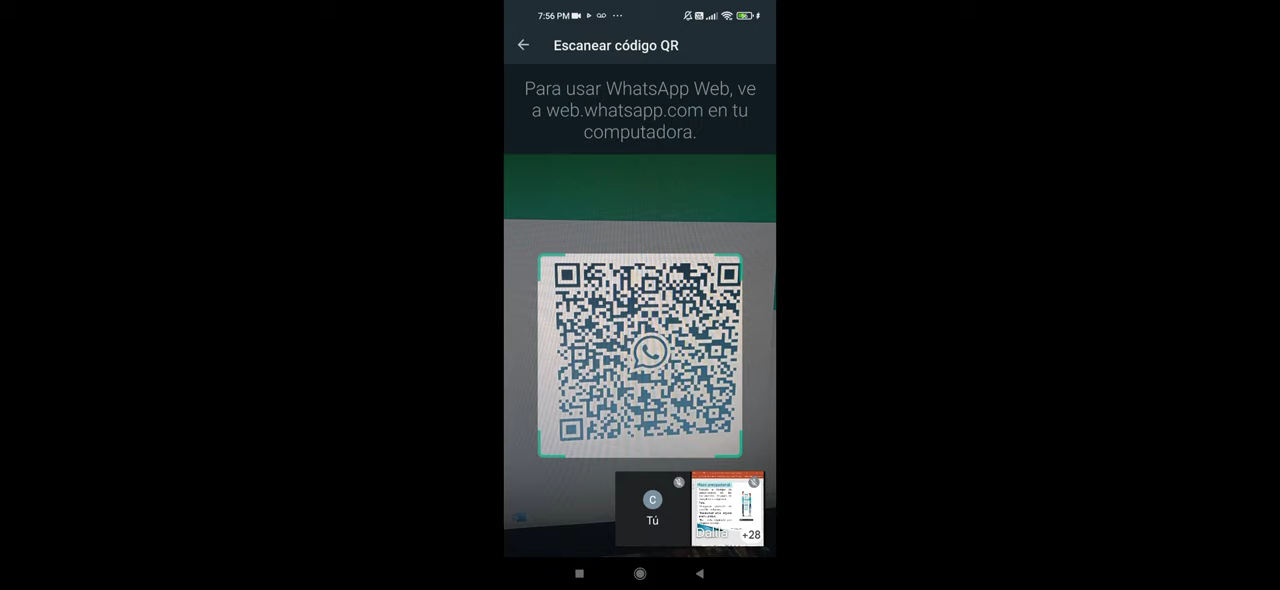 7:56 PM
Escanear código QR
Para usar WhatsApp Web, ve
a web.whatsapp.com en tu
computadora.
C
Tú
Dalila
+28